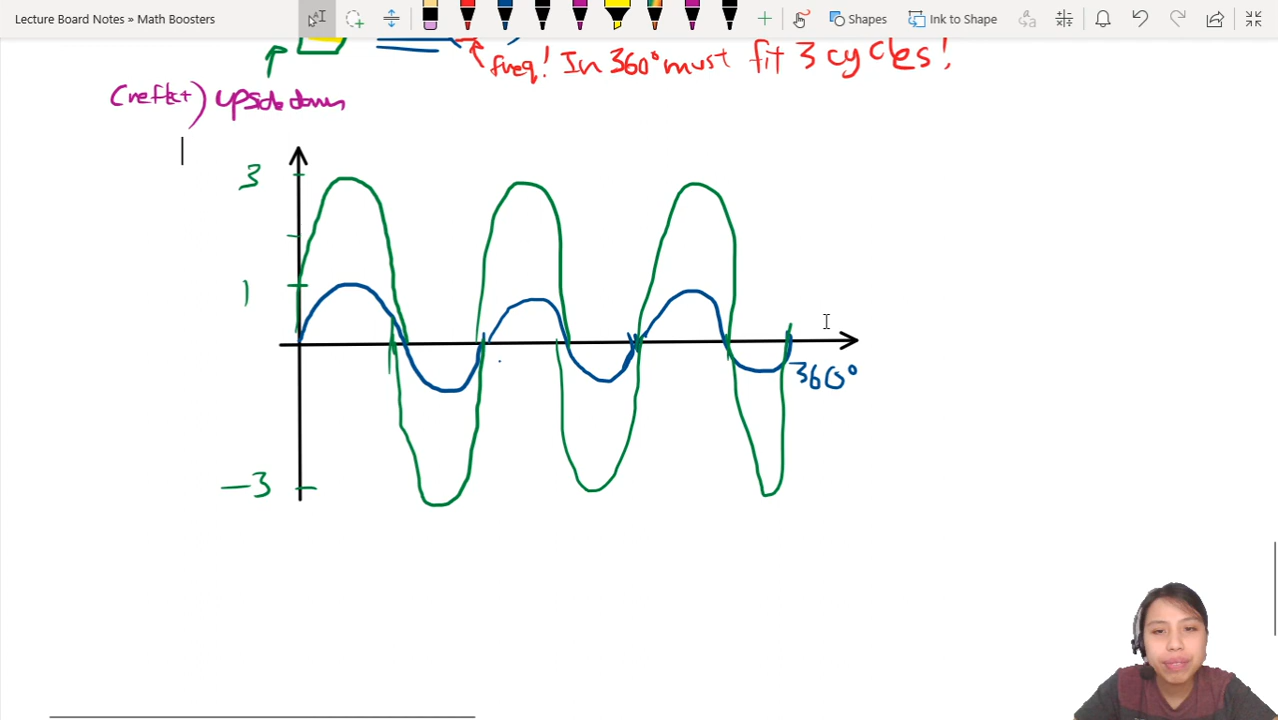 Lecture Board Notes » Math Boosters
Shapes
Ink to Shape
freq! In 360° must fit 3 cycles!
(reflect) upside down
3
1
-3
360°